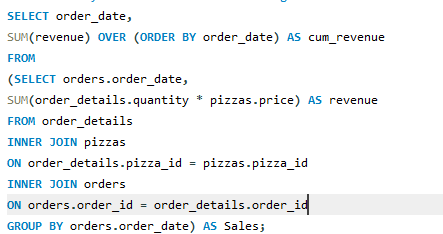 SELECT order_date,
SUM(revenue) OVER (ORDER BY order_date) AS cum_revenue
FROM
(SELECT orders.order_date,
SUM(order_details.quantity * pizzas.price) AS revenue
FROM order_details
INNER JOIN pizzas
ON order_details.pizza_id = pizzas.pizza_id
INNER JOIN orders
ON orders.order_id = order_details.order_id
GROUP BY orders.order_date) AS Sales;